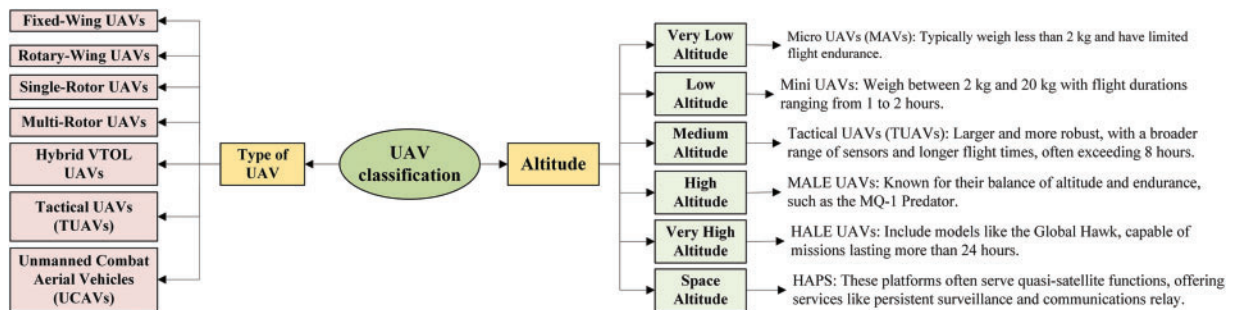 Fixed-Wing UAVs
Rotary-Wing UAVs
Single-Rotor UAVs
Multi-Rotor UAVs
Hybrid VTOL
UAVs
Tactical UAVs
(TUAVs)
Unmanned Combat
Aerial Vehicles
(UCAVs)
Type of
UAV
UAV
classification
Altitude
Very Low
Altitude
Micro UAVs (MAVs): Typically weigh less than 2 kg and have limited
flight endurance.
Low
Altitude
Mini UAVs: Weigh between 2 kg and 20 kg with flight durations
ranging from 1 to 2 hours.
Medium
Altitude
Tactical UAVs (TUAVs): Larger and more robust, with a broader
range of sensors and longer flight times, often exceeding 8 hours.
High
Altitude
MALE UAVs: Known for their balance of altitude and endurance,
such as the MQ-1 Predator.
Very High
Altitude
HALE UAVs: Include models like the Global Hawk, capable of
missions lasting more than 24 hours.
Space
Altitude
HAPS: These platforms often serve quasi-satellite functions, offering
services like persistent surveillance and communications relay.